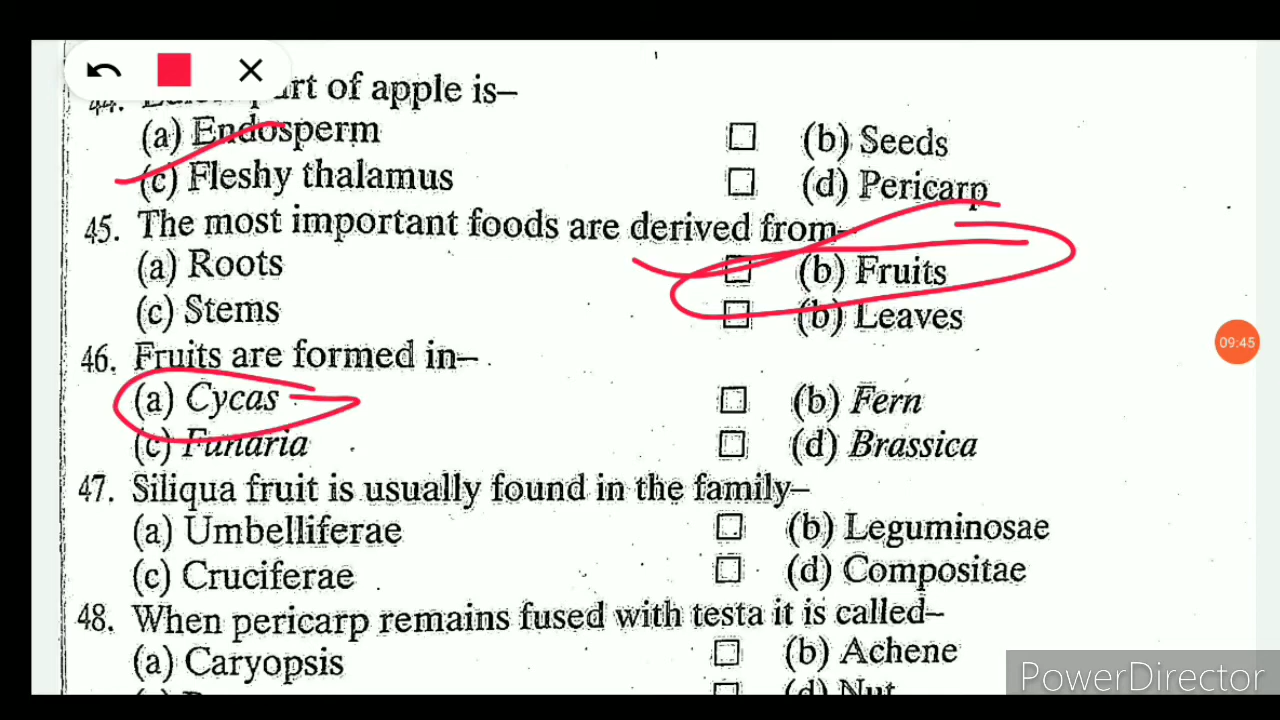 44. part of apple is–
(a) Endosperm (b) Seeds
(c) Fleshy thalamus (d) Pericarp
45. The most important foods are derived from–
(a) Roots (b) Fruits
(c) Stems (b) Leaves
46. Fruits are formed in–
(a) Cycas (b) Fern
(c) Funaria (d) Brassica
47. Siliqua fruit is usually found in the family–
(a) Umbelliferae (b) Leguminosae
(c) Cruciferae (d) Compositae
48. When pericarp remains fused with testa it is called–
(a) Caryopsis (b) Achene
(d) Nut
09:45
PowerDirector